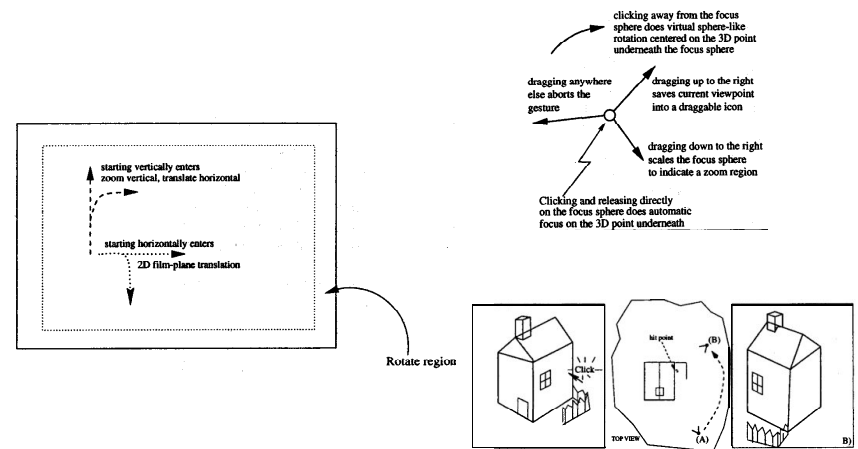 starting vertically enters
zoom vertical, translate horizontal
starting horizontally enters
2D film-plane translation
Rotate region
clicking away from the focus
sphere does virtual sphere-like
rotation centered on the 3D point
underneath the focus sphere
dragging anywhere
else aborts the
gesture
dragging up to the right
saves current viewpoint
into a draggable icon
dragging down to the right
scales the focus sphere
to indicate a zoom region
Clicking and releasing directly
on the focus sphere does automatic
focus on the 3D point underneath
Click
hit point
(B)
TOP VIEW
(A)
B)